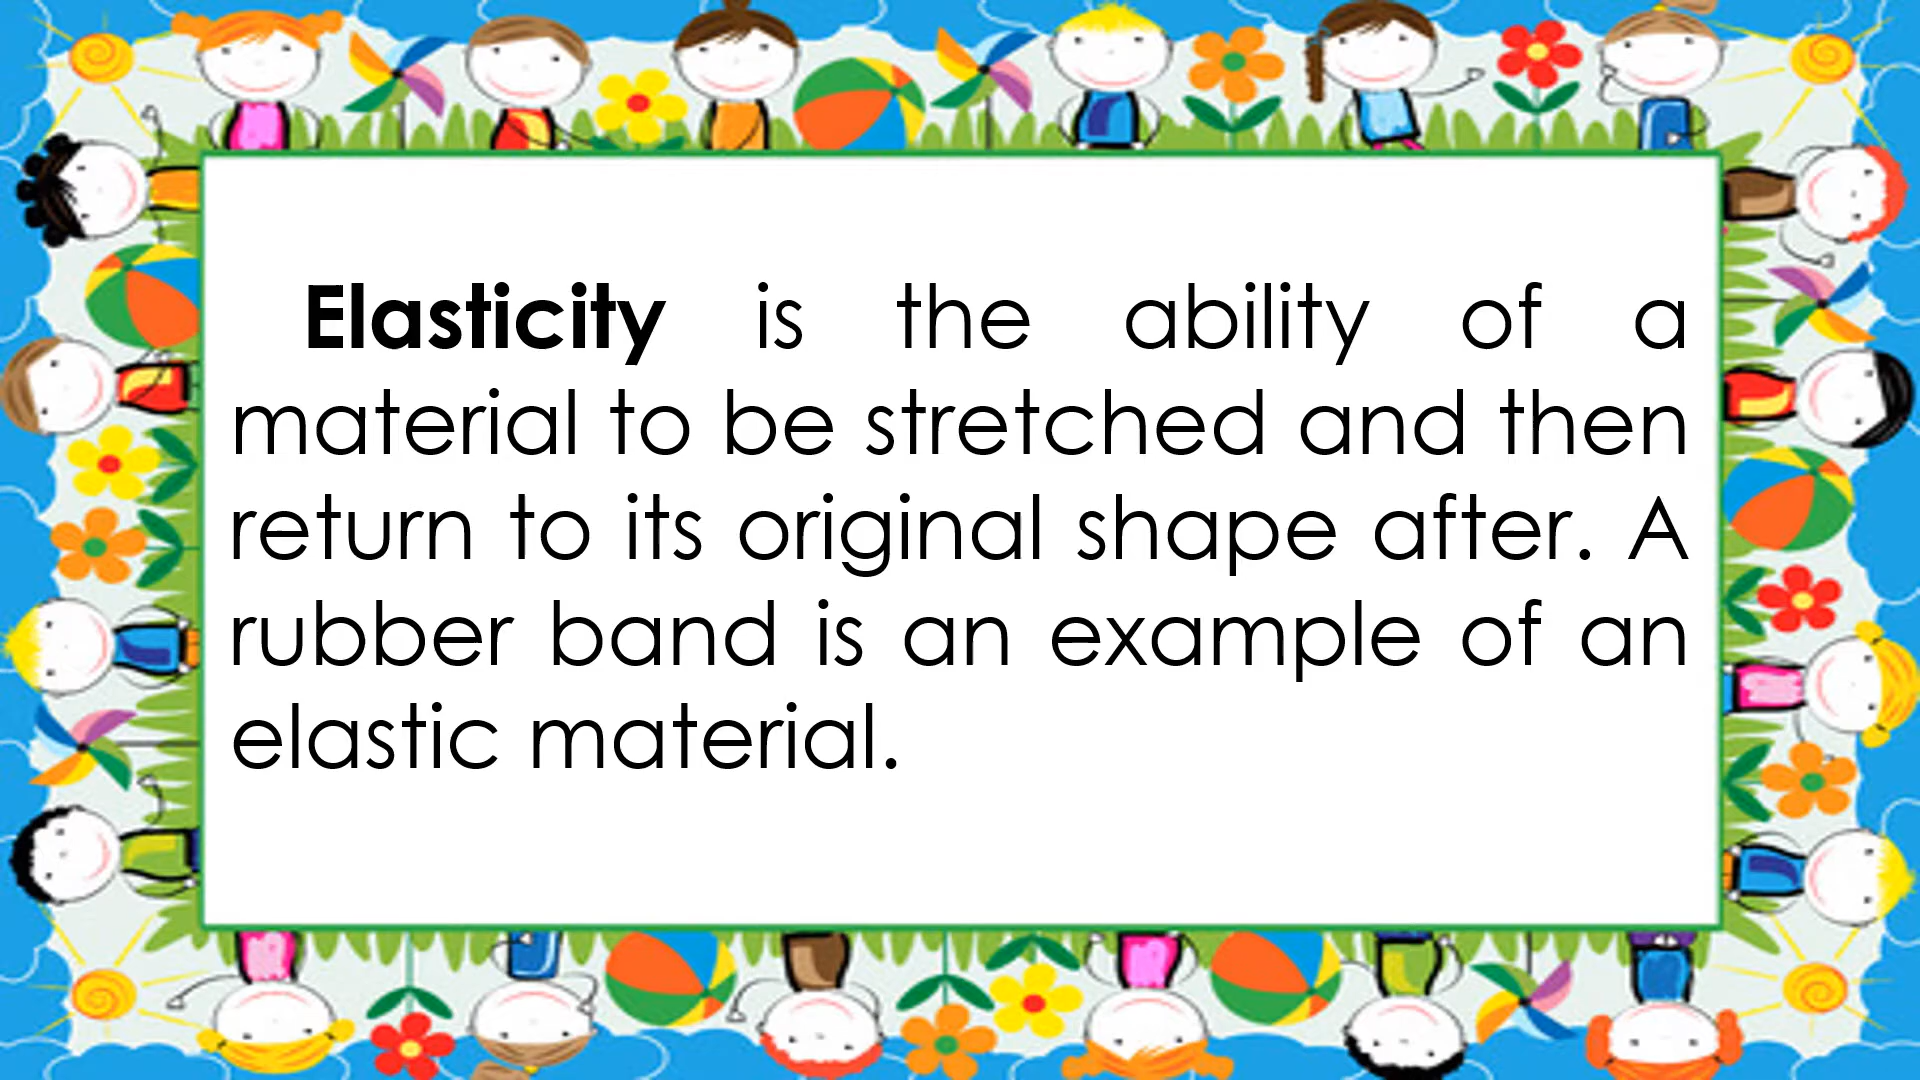 Elasticity is the ability of a
material to be stretched and then
return to its original shape after. A
rubber band is an example of an
elastic material.